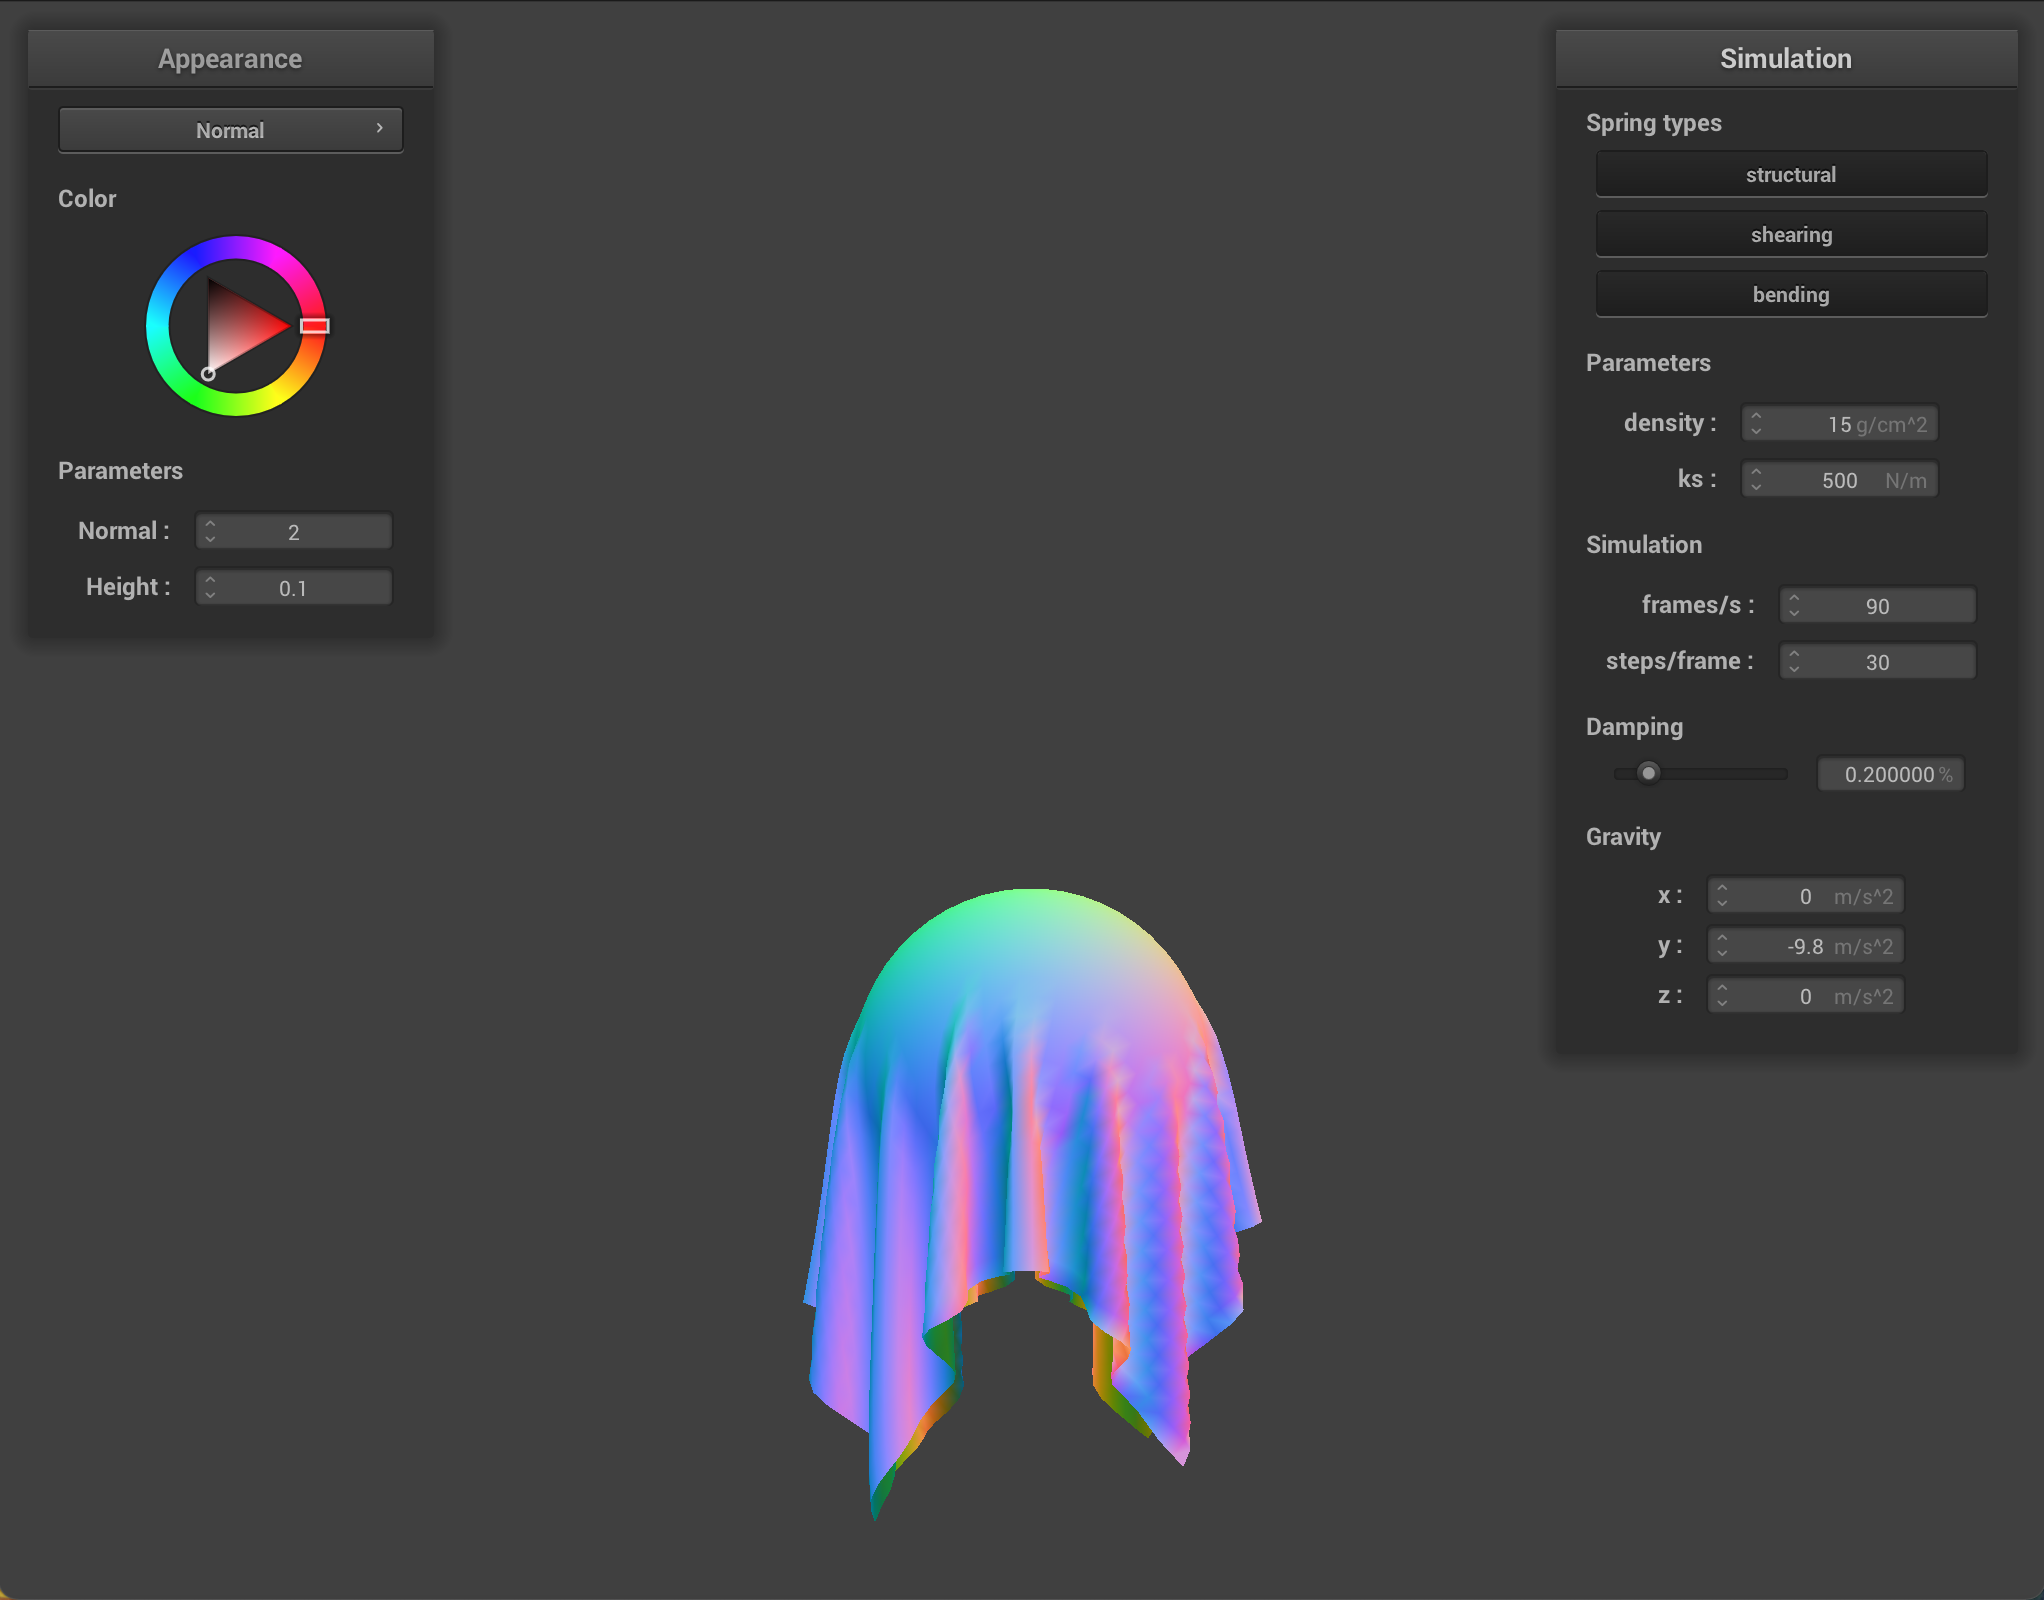 Appearance
Normal
Color
Parameters
Normal : 2
Height : 0.1
Simulation
Spring types
structural
shearing
bending
Parameters
density : 15 g/cm^2
ks : 500 N/m
Simulation
frames/s : 90
steps/frame : 30
Damping
0.200000 %
Gravity
x : 0 m/s^2
y : -9.8 m/s^2
z : 0 m/s^2